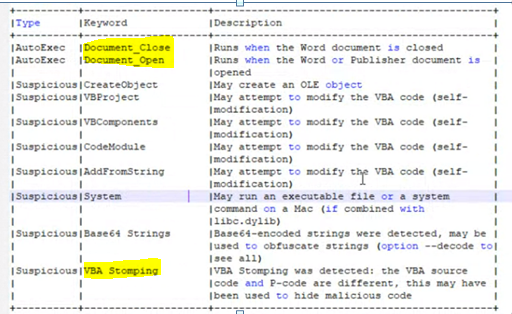 Type |Keyword |Description
|AutoExec |Document_Close |Runs when the Word document is closed
|AutoExec |Document_Open |Runs when the Word or Publisher document is
opened
|Suspicious|CreateObject |May create an OLE object
|Suspicious|VBProject |May attempt to modify the VBA code (self-
modification)
|Suspicious|VBComponents |May attempt to modify the VBA code (self-
modification)
|Suspicious|CodeModule |May attempt to modify the VBA code (self-
modification)
|Suspicious|AddFromString |May attempt to modify the VBA code (self-
modification)
|Suspicious|System |May run an executable file or a system
command on a Mac (if combined with
libc.dylib)
|Suspicious|Base64 Strings |Base64-encoded strings were detected, may be
used to obfuscate strings (option --decode to
see all)
|Suspicious|VBA Stomping |VBA Stomping was detected: the VBA source
code and P-code are different, this may have
been used to hide malicious code